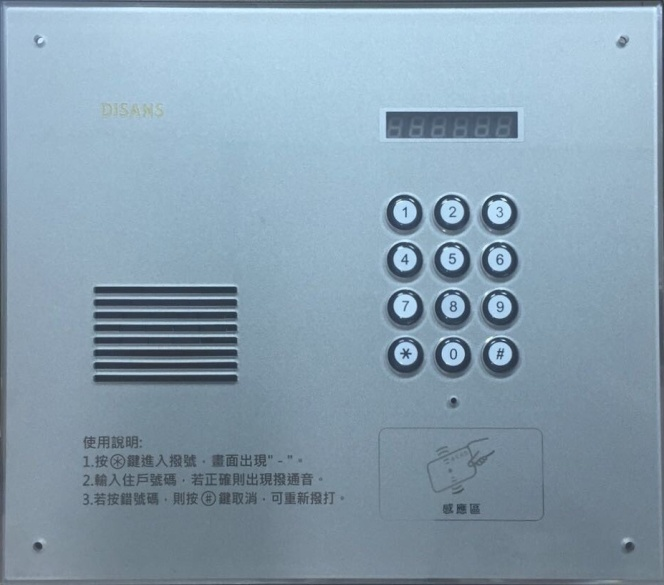 DISANS
1 2 3
4 5 6
7 8 9
* 0 #
使用說明:
1.按⊛鍵進入撥號，畫面出現"-"。
2.輸入住戶號碼，若正確則出現撥通音。
3.若按錯號碼，則按#鍵取消，可重新撥打。
感應區